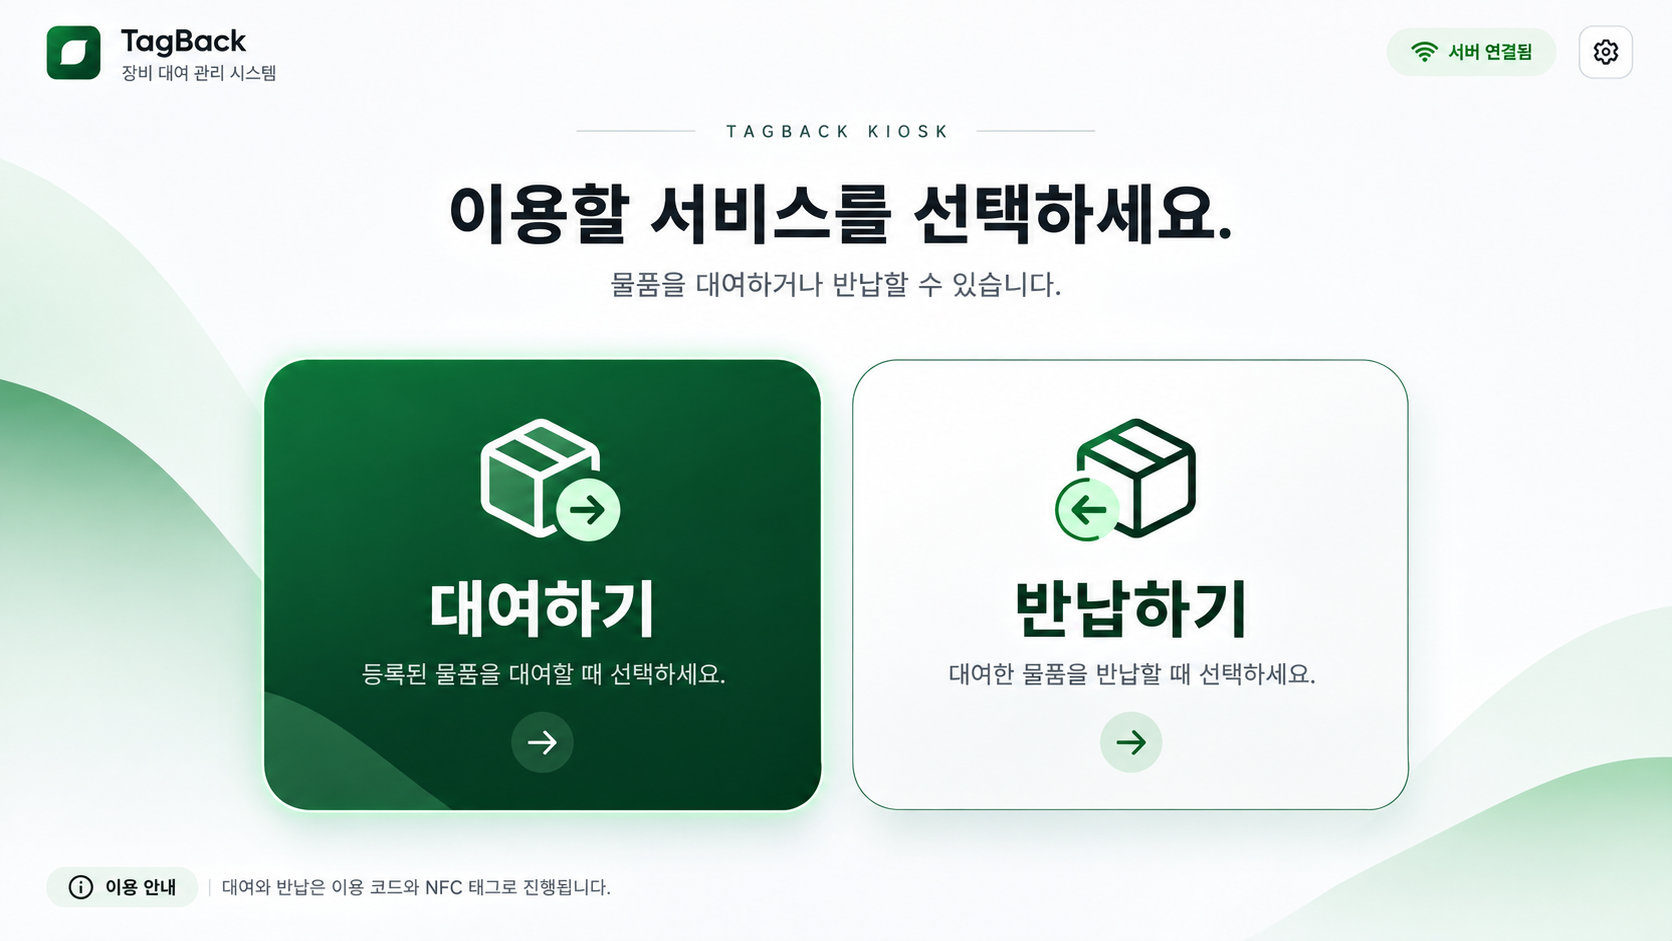 TagBack
장비 대여 관리 시스템
서버 연결됨
TAGBACK KIOSK
이용할 서비스를 선택하세요.
물품을 대여하거나 반납할 수 있습니다.
대여하기
등록된 물품을 대여할 때 선택하세요.
반납하기
대여한 물품을 반납할 때 선택하세요.
이용 안내
대여와 반납은 이용 코드와 NFC 태그로 진행됩니다.